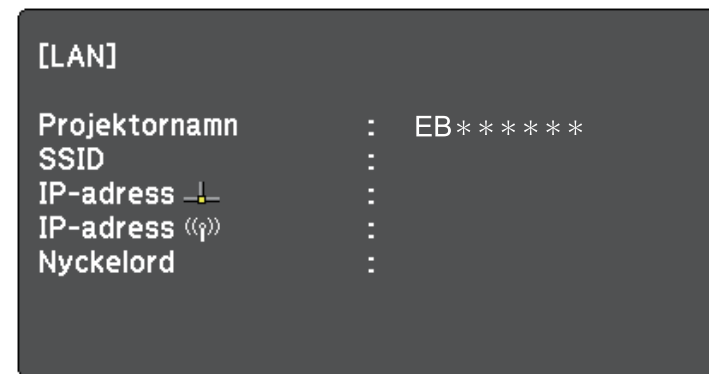 [LAN]
Projektornamn : EB******
SSID :
IP-adress :
IP-adress :
Nyckelord :